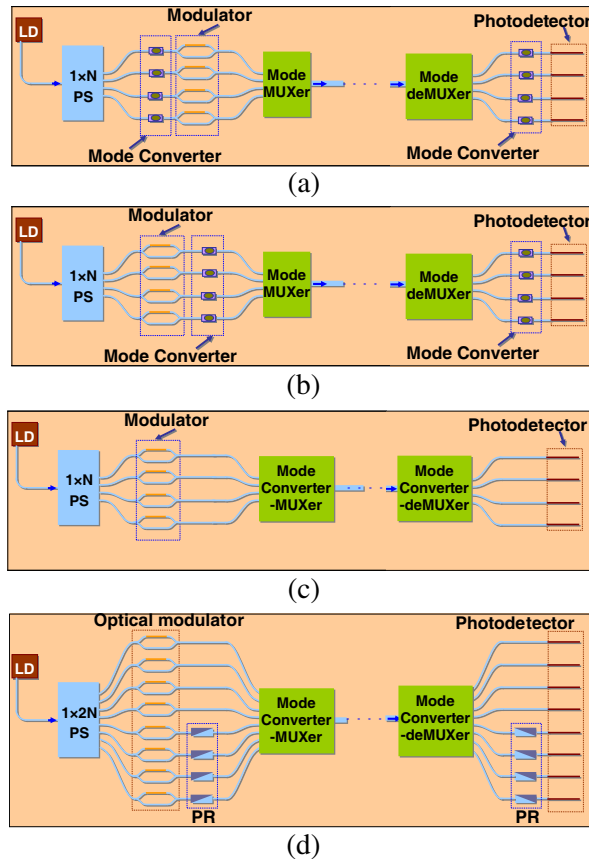 Modulator
LD
Photodetector
1×N
PS
Mode
MUXer
Mode
deMUXer
Mode Converter
Mode Converter
(a)
Modulator
LD
Photodetector
1×N
PS
Mode
MUXer
Mode
deMUXer
Mode Converter
Mode Converter
(b)
Modulator
LD
Photodetector
1×N
PS
Mode
Converter
-MUXer
Mode
Converter
-deMUXer
(c)
Optical modulator
Photodetector
LD
1×2N
PS
Mode
Converter
-MUXer
Mode
Converter
-deMUXer
PR
PR
(d)